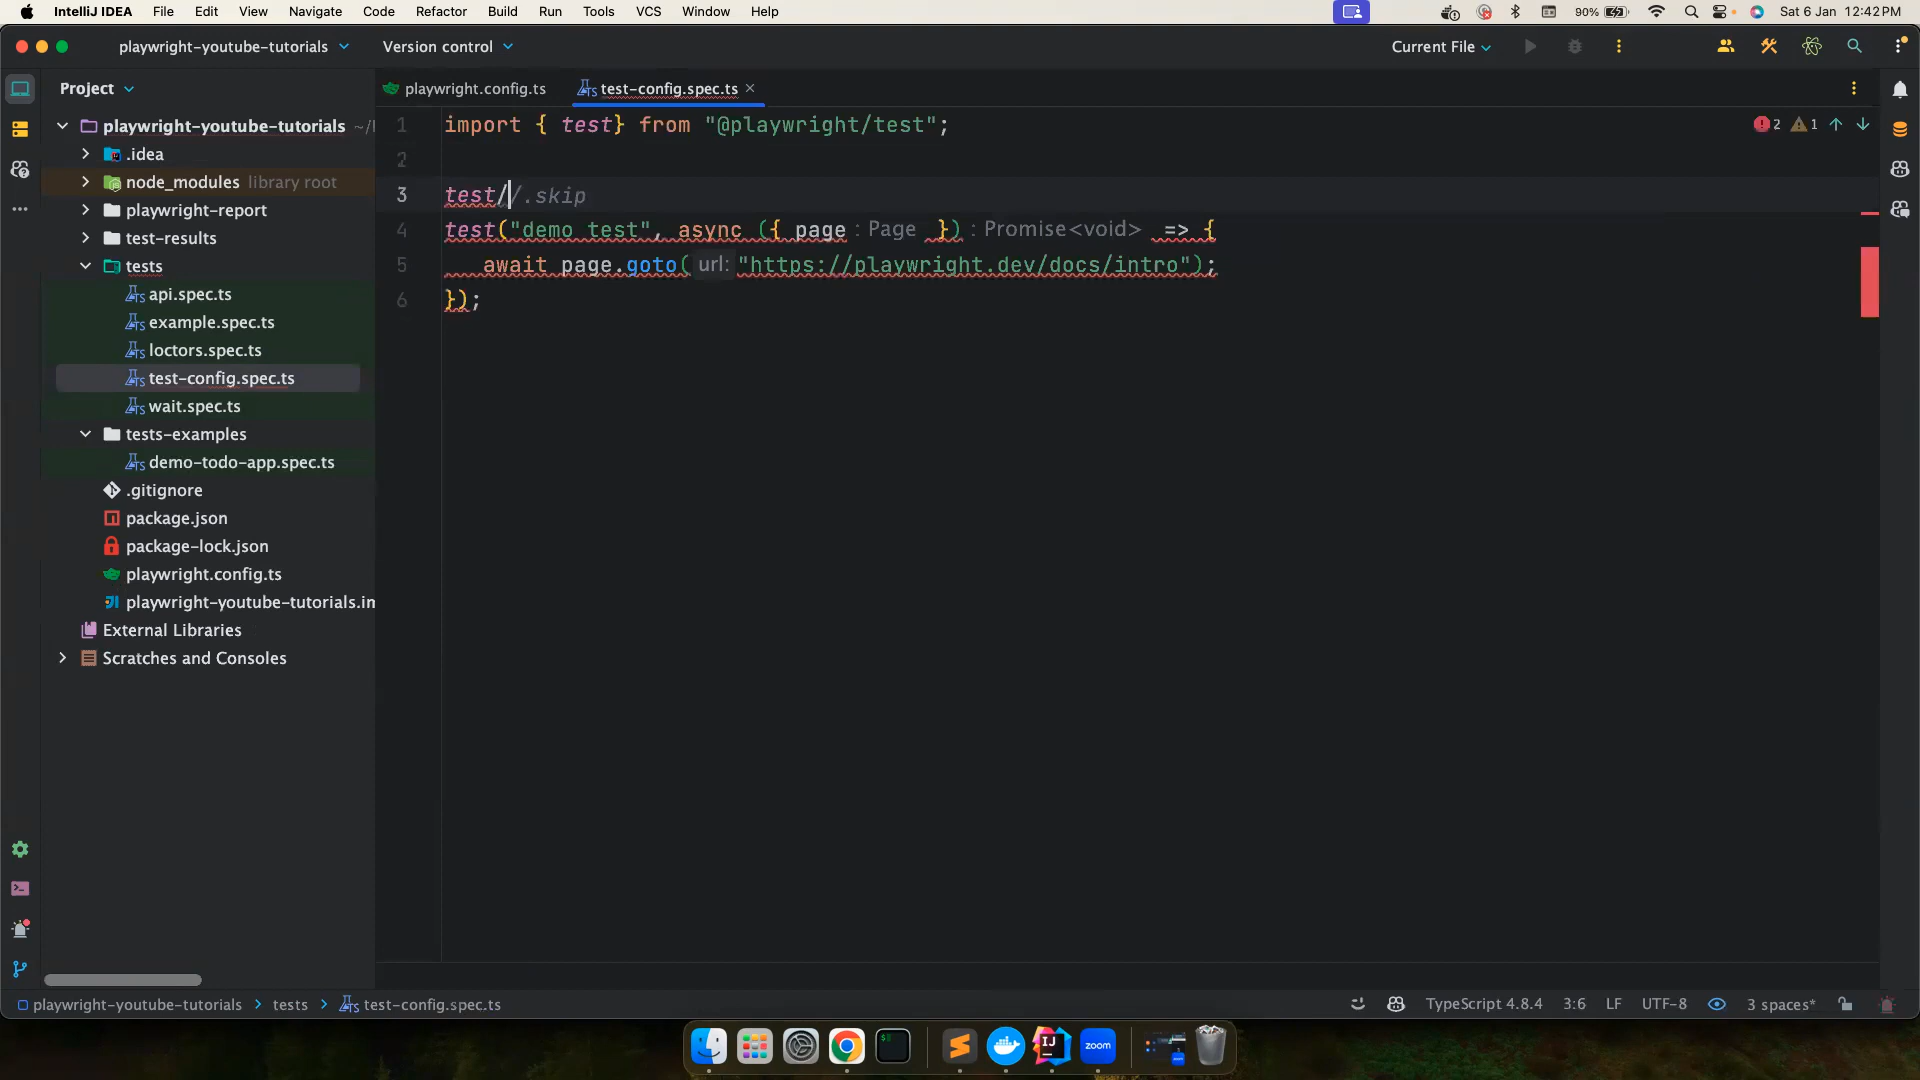 IntelliJ IDEA File Edit View Navigate Code Refactor Build Run Tools VCS Window Help 90% Sat 6 Jan 12:42 PM
playwright-youtube-tutorials Version control Current File
Project playwright.config.ts test-config.spec.ts
playwright-youtube-tutorials ~/
.idea
node_modules library root
playwright-report
test-results
tests
api.spec.ts
example.spec.ts
loctors.spec.ts
test-config.spec.ts
wait.spec.ts
tests-examples
demo-todo-app.spec.ts
.gitignore
package.json
package-lock.json
playwright.config.ts
playwright-youtube-tutorials.im
External Libraries
Scratches and Consoles
1 import { test} from "@playwright/test"; 2 1
2
3 test//.skip
4 test("demo test", async ({ page : Page }) : Promise<void> => {
5 await page.goto( url: "https://playwright.dev/docs/intro");
6 });
playwright-youtube-tutorials > tests > test-config.spec.ts TypeScript 4.8.4 3:6 LF UTF-8 3 spaces*
IJ zoom